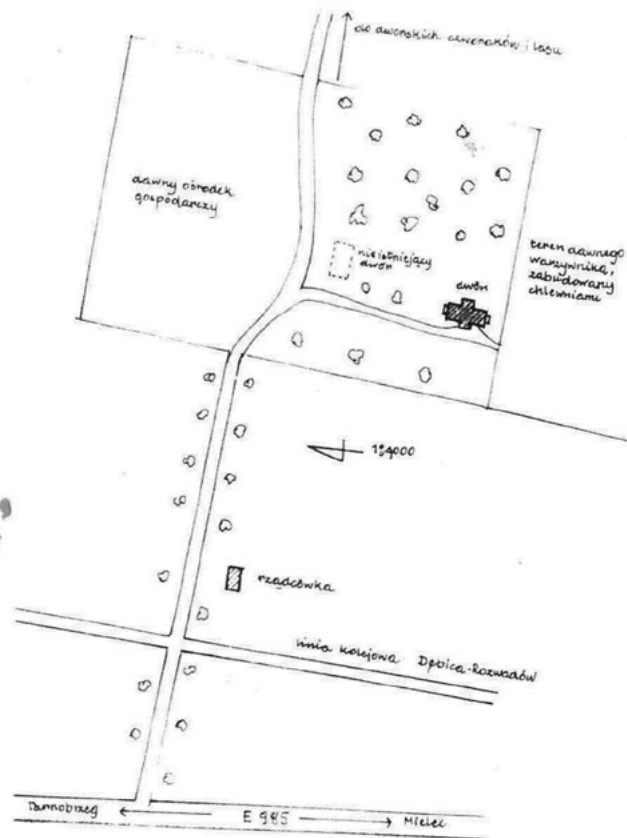 do dworskich czworaków i lasu
dawny ośrodek
gospodarczy
nieistniejący
dwór
dwór
teren dawnego
warzywnika,
zabudowany
chlewniami
1:4000
rządcówka
linia kolejowa Dębica-Rozwadów
Tarnobrzeg
E 985
Mielec